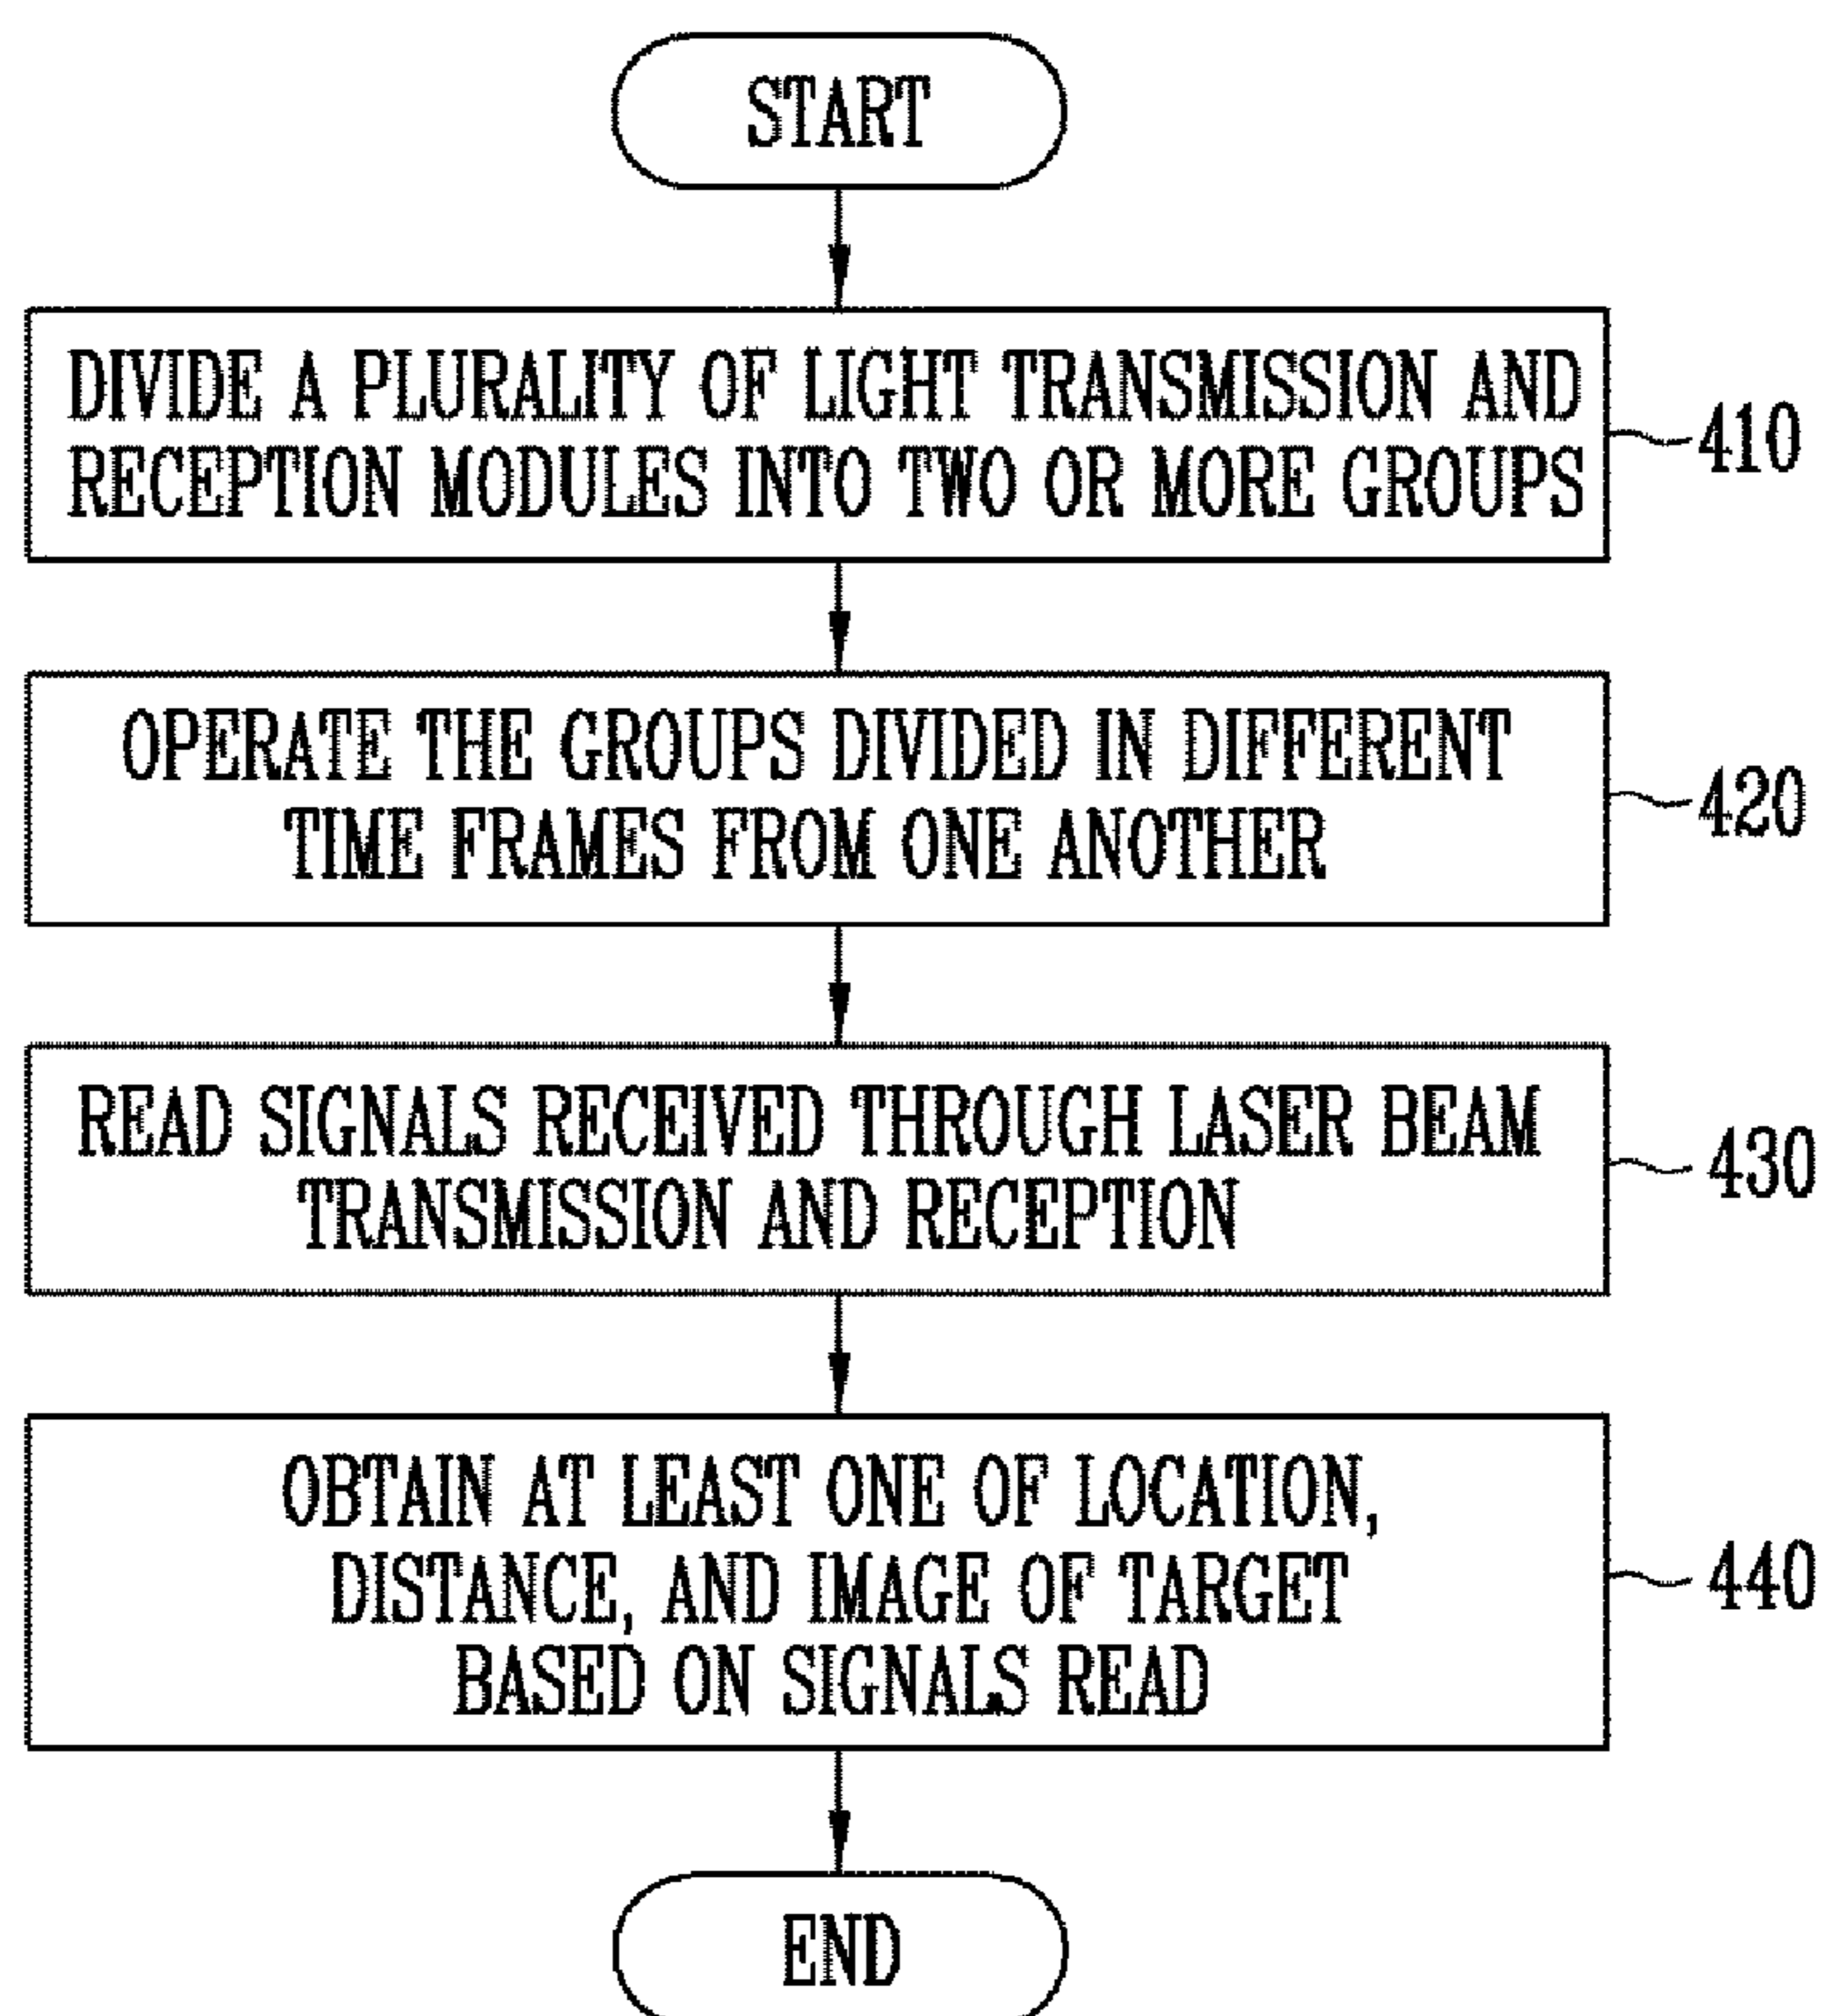 START
DIVIDE A PLURALITY OF LIGHT TRANSMISSION AND
RECEPTION MODULES INTO TWO OR MORE GROUPS
410
OPERATE THE GROUPS DIVIDED IN DIFFERENT
TIME FRAMES FROM ONE ANOTHER
420
READ SIGNALS RECEIVED THROUGH LASER BEAM
TRANSMISSION AND RECEPTION
430
OBTAIN AT LEAST ONE OF LOCATION,
DISTANCE, AND IMAGE OF TARGET
BASED ON SIGNALS READ
440
END